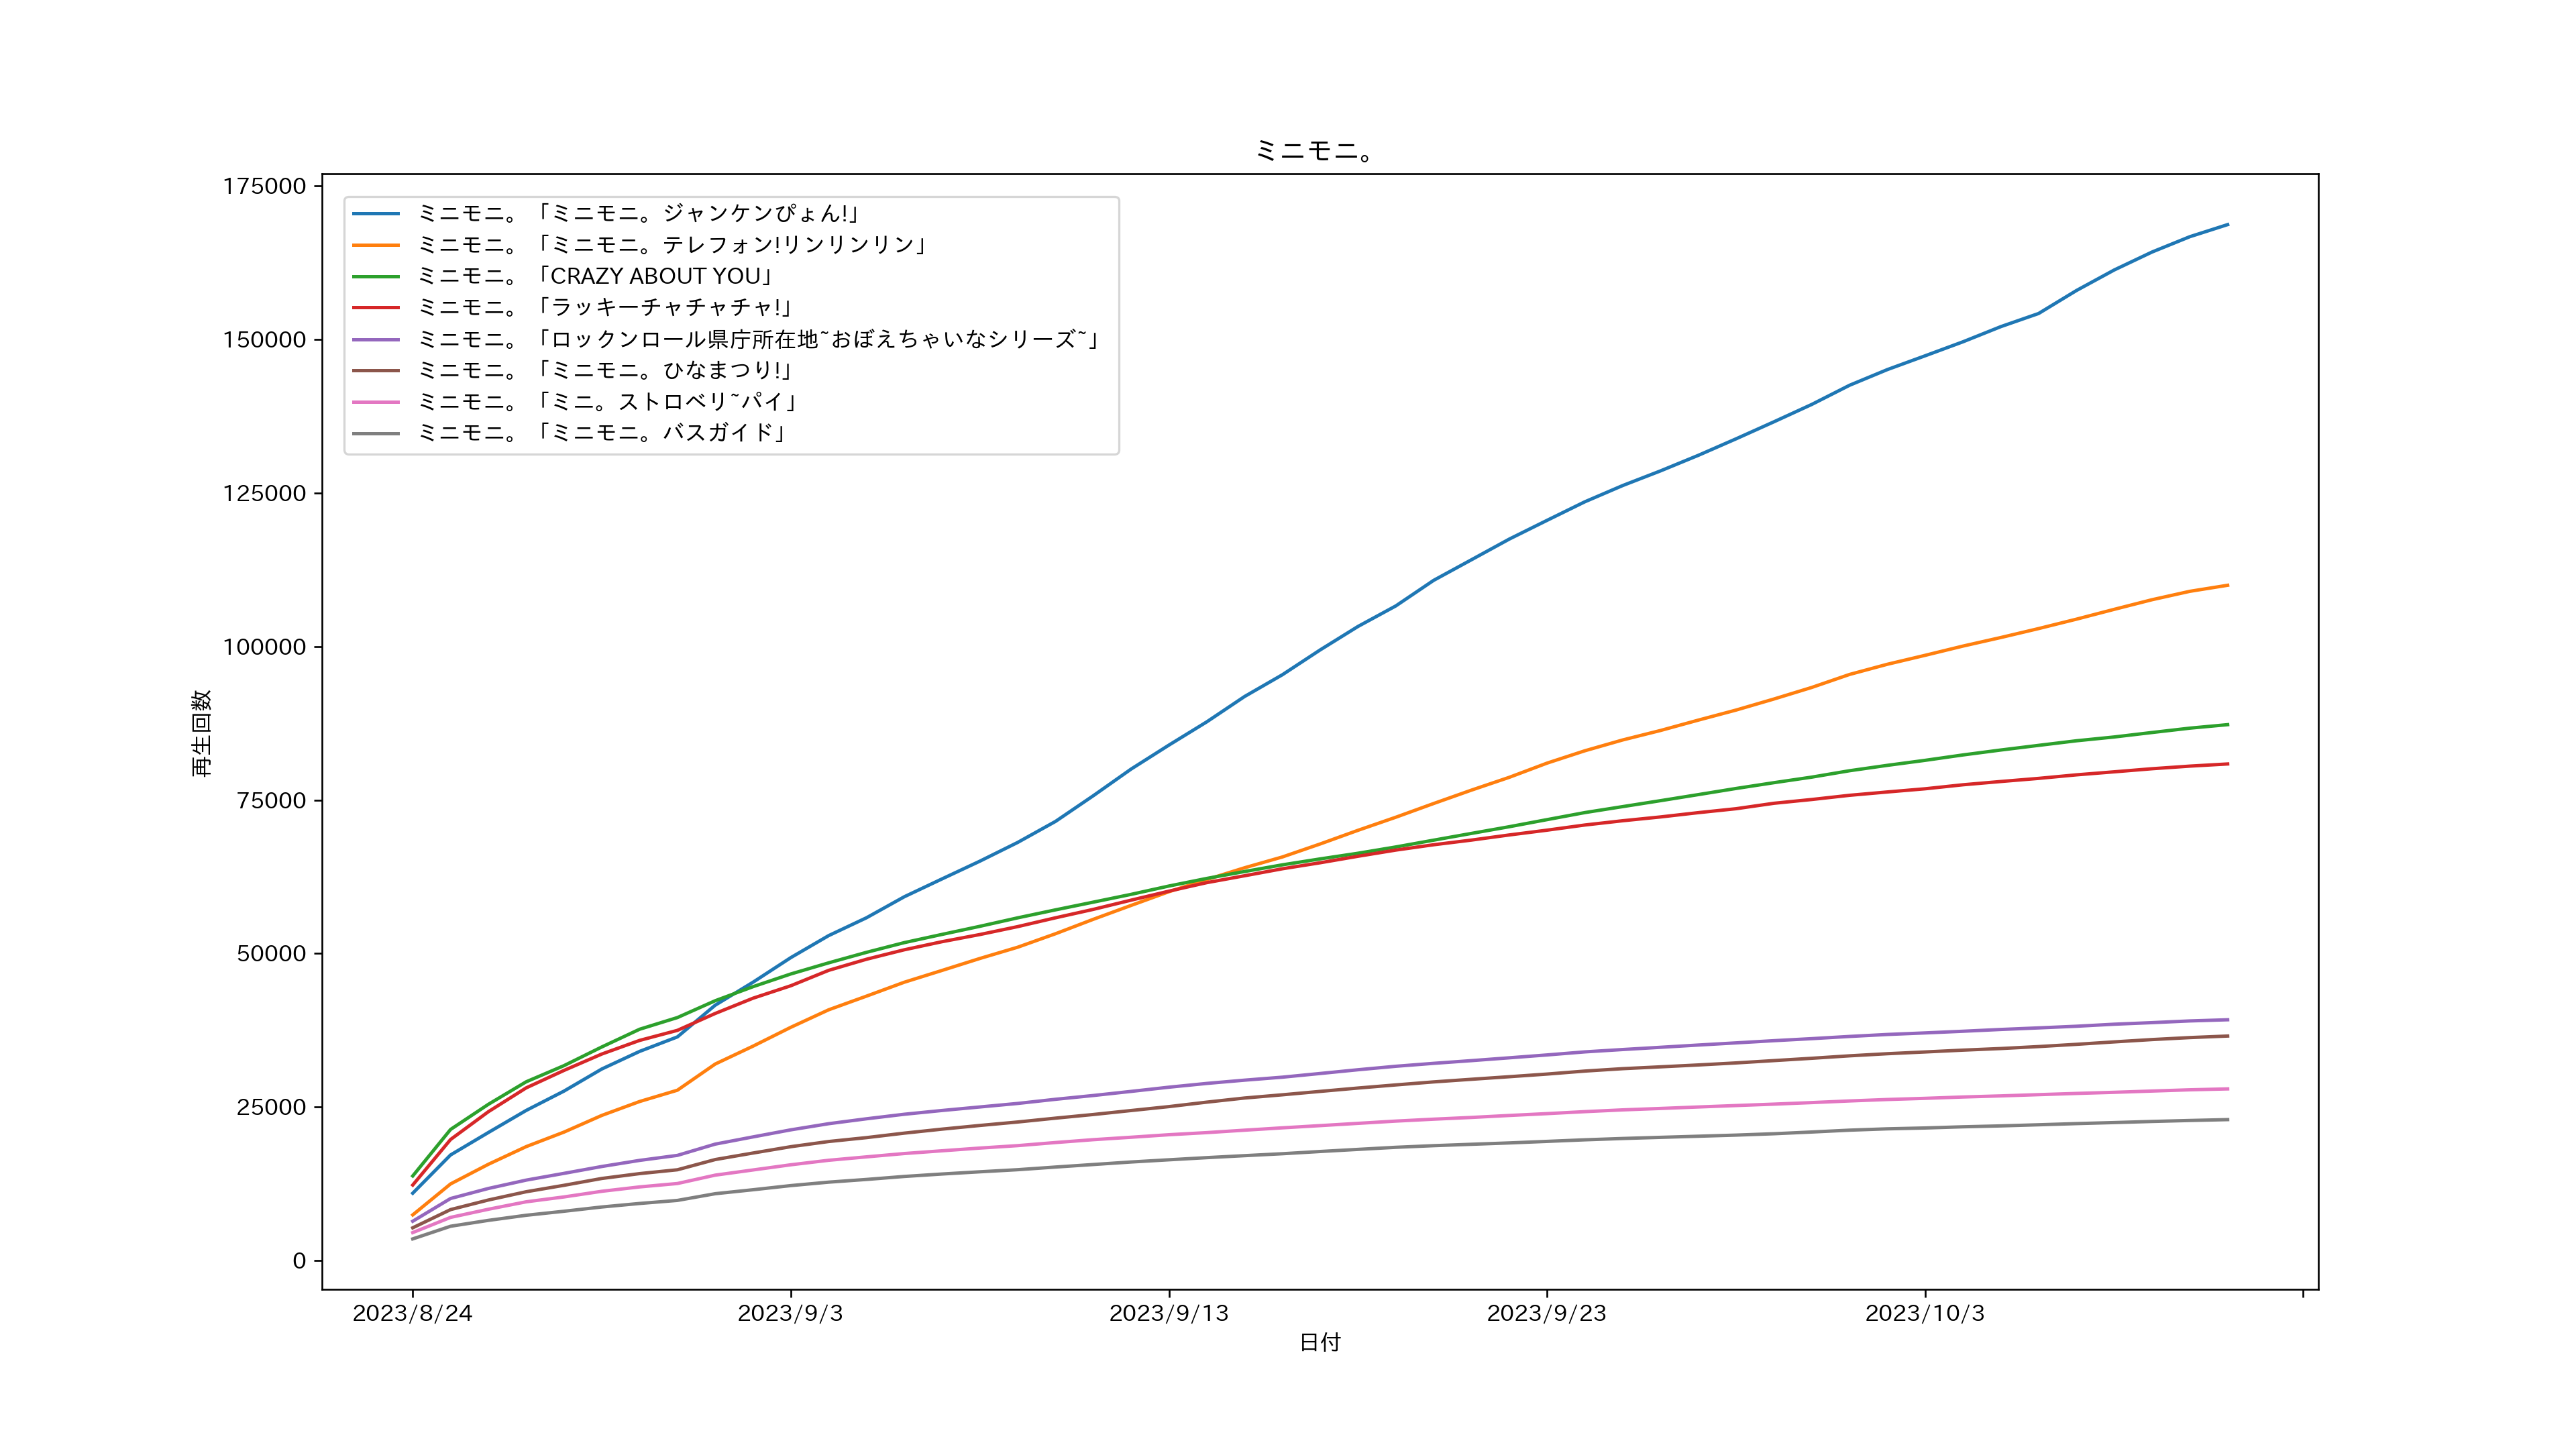 ミニモニ。
175000
150000
125000
100000
75000
50000
25000
0
再生回数
ミニモニ。「ミニモニ。ジャンケンぴょん!」
ミニモニ。「ミニモニ。テレフォン!リンリンリン」
ミニモニ。「CRAZY ABOUT YOU」
ミニモニ。「ラッキーチャチャチャ!」
ミニモニ。「ロックンロール県庁所在地~おぼえちゃいなシリーズ~」
ミニモニ。「ミニモニ。ひなまつり!」
ミニモニ。「ミニ。ストロベリ~パイ」
ミニモニ。「ミニモニ。バスガイド」
2023/8/24
2023/9/3
2023/9/13
2023/9/23
2023/10/3
日付